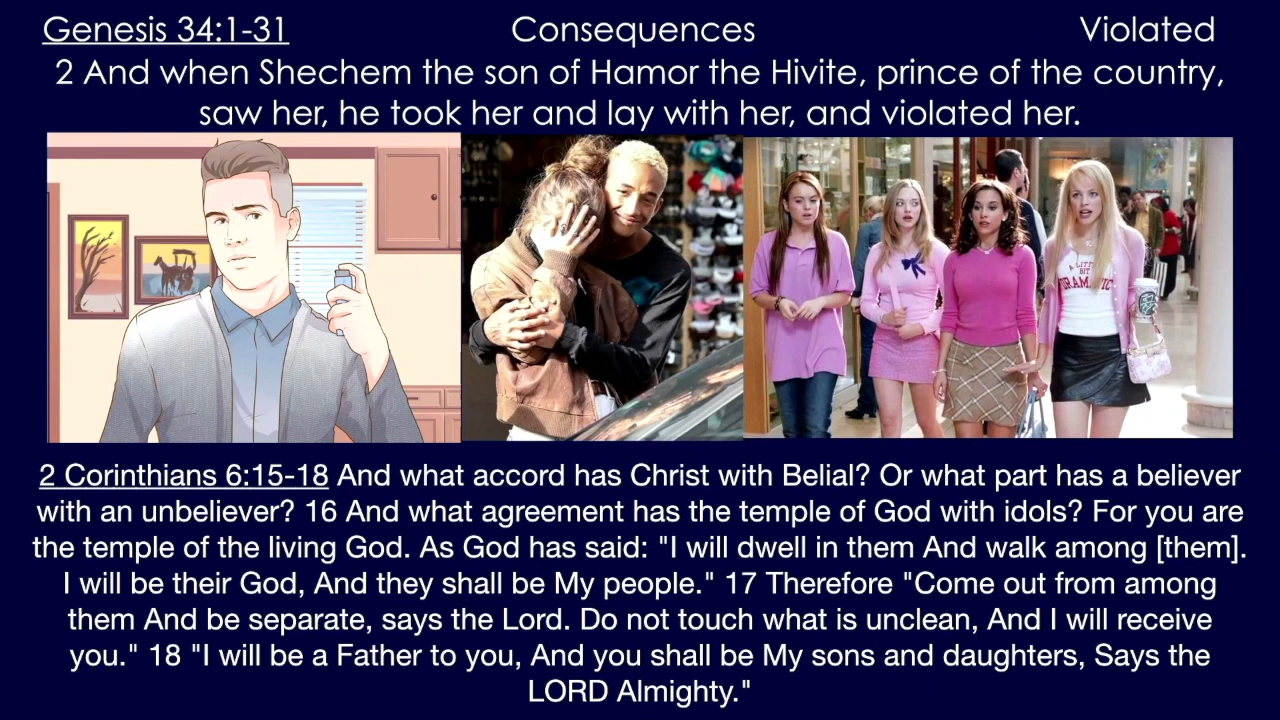 Genesis 34:1-31 Consequences Violated
2 And when Shechem the son of Hamor the Hivite, prince of the country,
saw her, he took her and lay with her, and violated her.
A LITTLE
BIT
DRAMATIC
2 Corinthians 6:15-18 And what accord has Christ with Belial? Or what part has a believer
with an unbeliever? 16 And what agreement has the temple of God with idols? For you are
the temple of the living God. As God has said: "I will dwell in them And walk among [them].
I will be their God, And they shall be My people." 17 Therefore "Come out from among
them And be separate, says the Lord. Do not touch what is unclean, And I will receive
you." 18 "I will be a Father to you, And you shall be My sons and daughters, Says the
LORD Almighty."